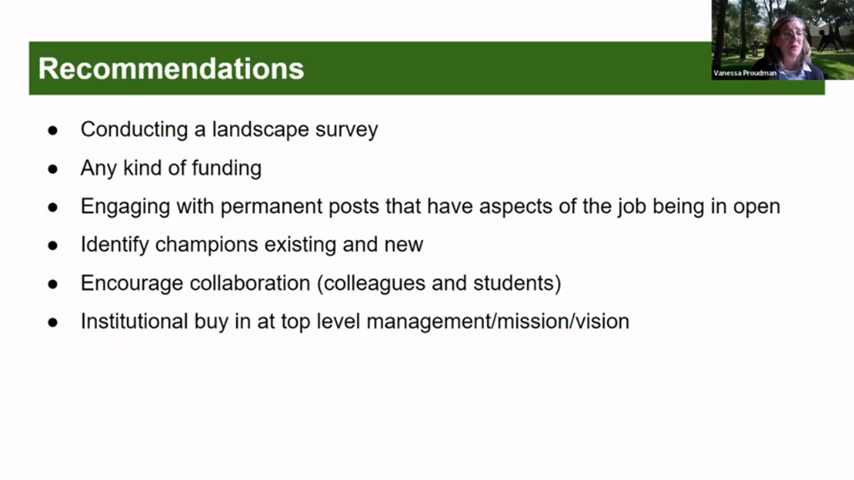 Recommendations
Vanessa Proudman
● Conducting a landscape survey
● Any kind of funding
● Engaging with permanent posts that have aspects of the job being in open
● Identify champions existing and new
● Encourage collaboration (colleagues and students)
● Institutional buy in at top level management/mission/vision